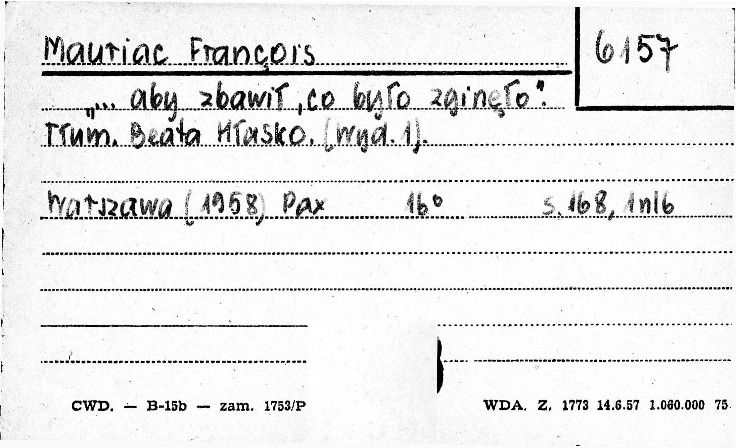 Mauriac François
6157
„... aby zbawił, co było zginęło".
Tłum. Beata Hłasko. (Wyd. 1).
Warszawa (1958) Pax 16° s. 168, 1nlb
CWD. — B-15b — zam. 1753/P
WDA. Z. 1773 14.6.57 1.060.000 75